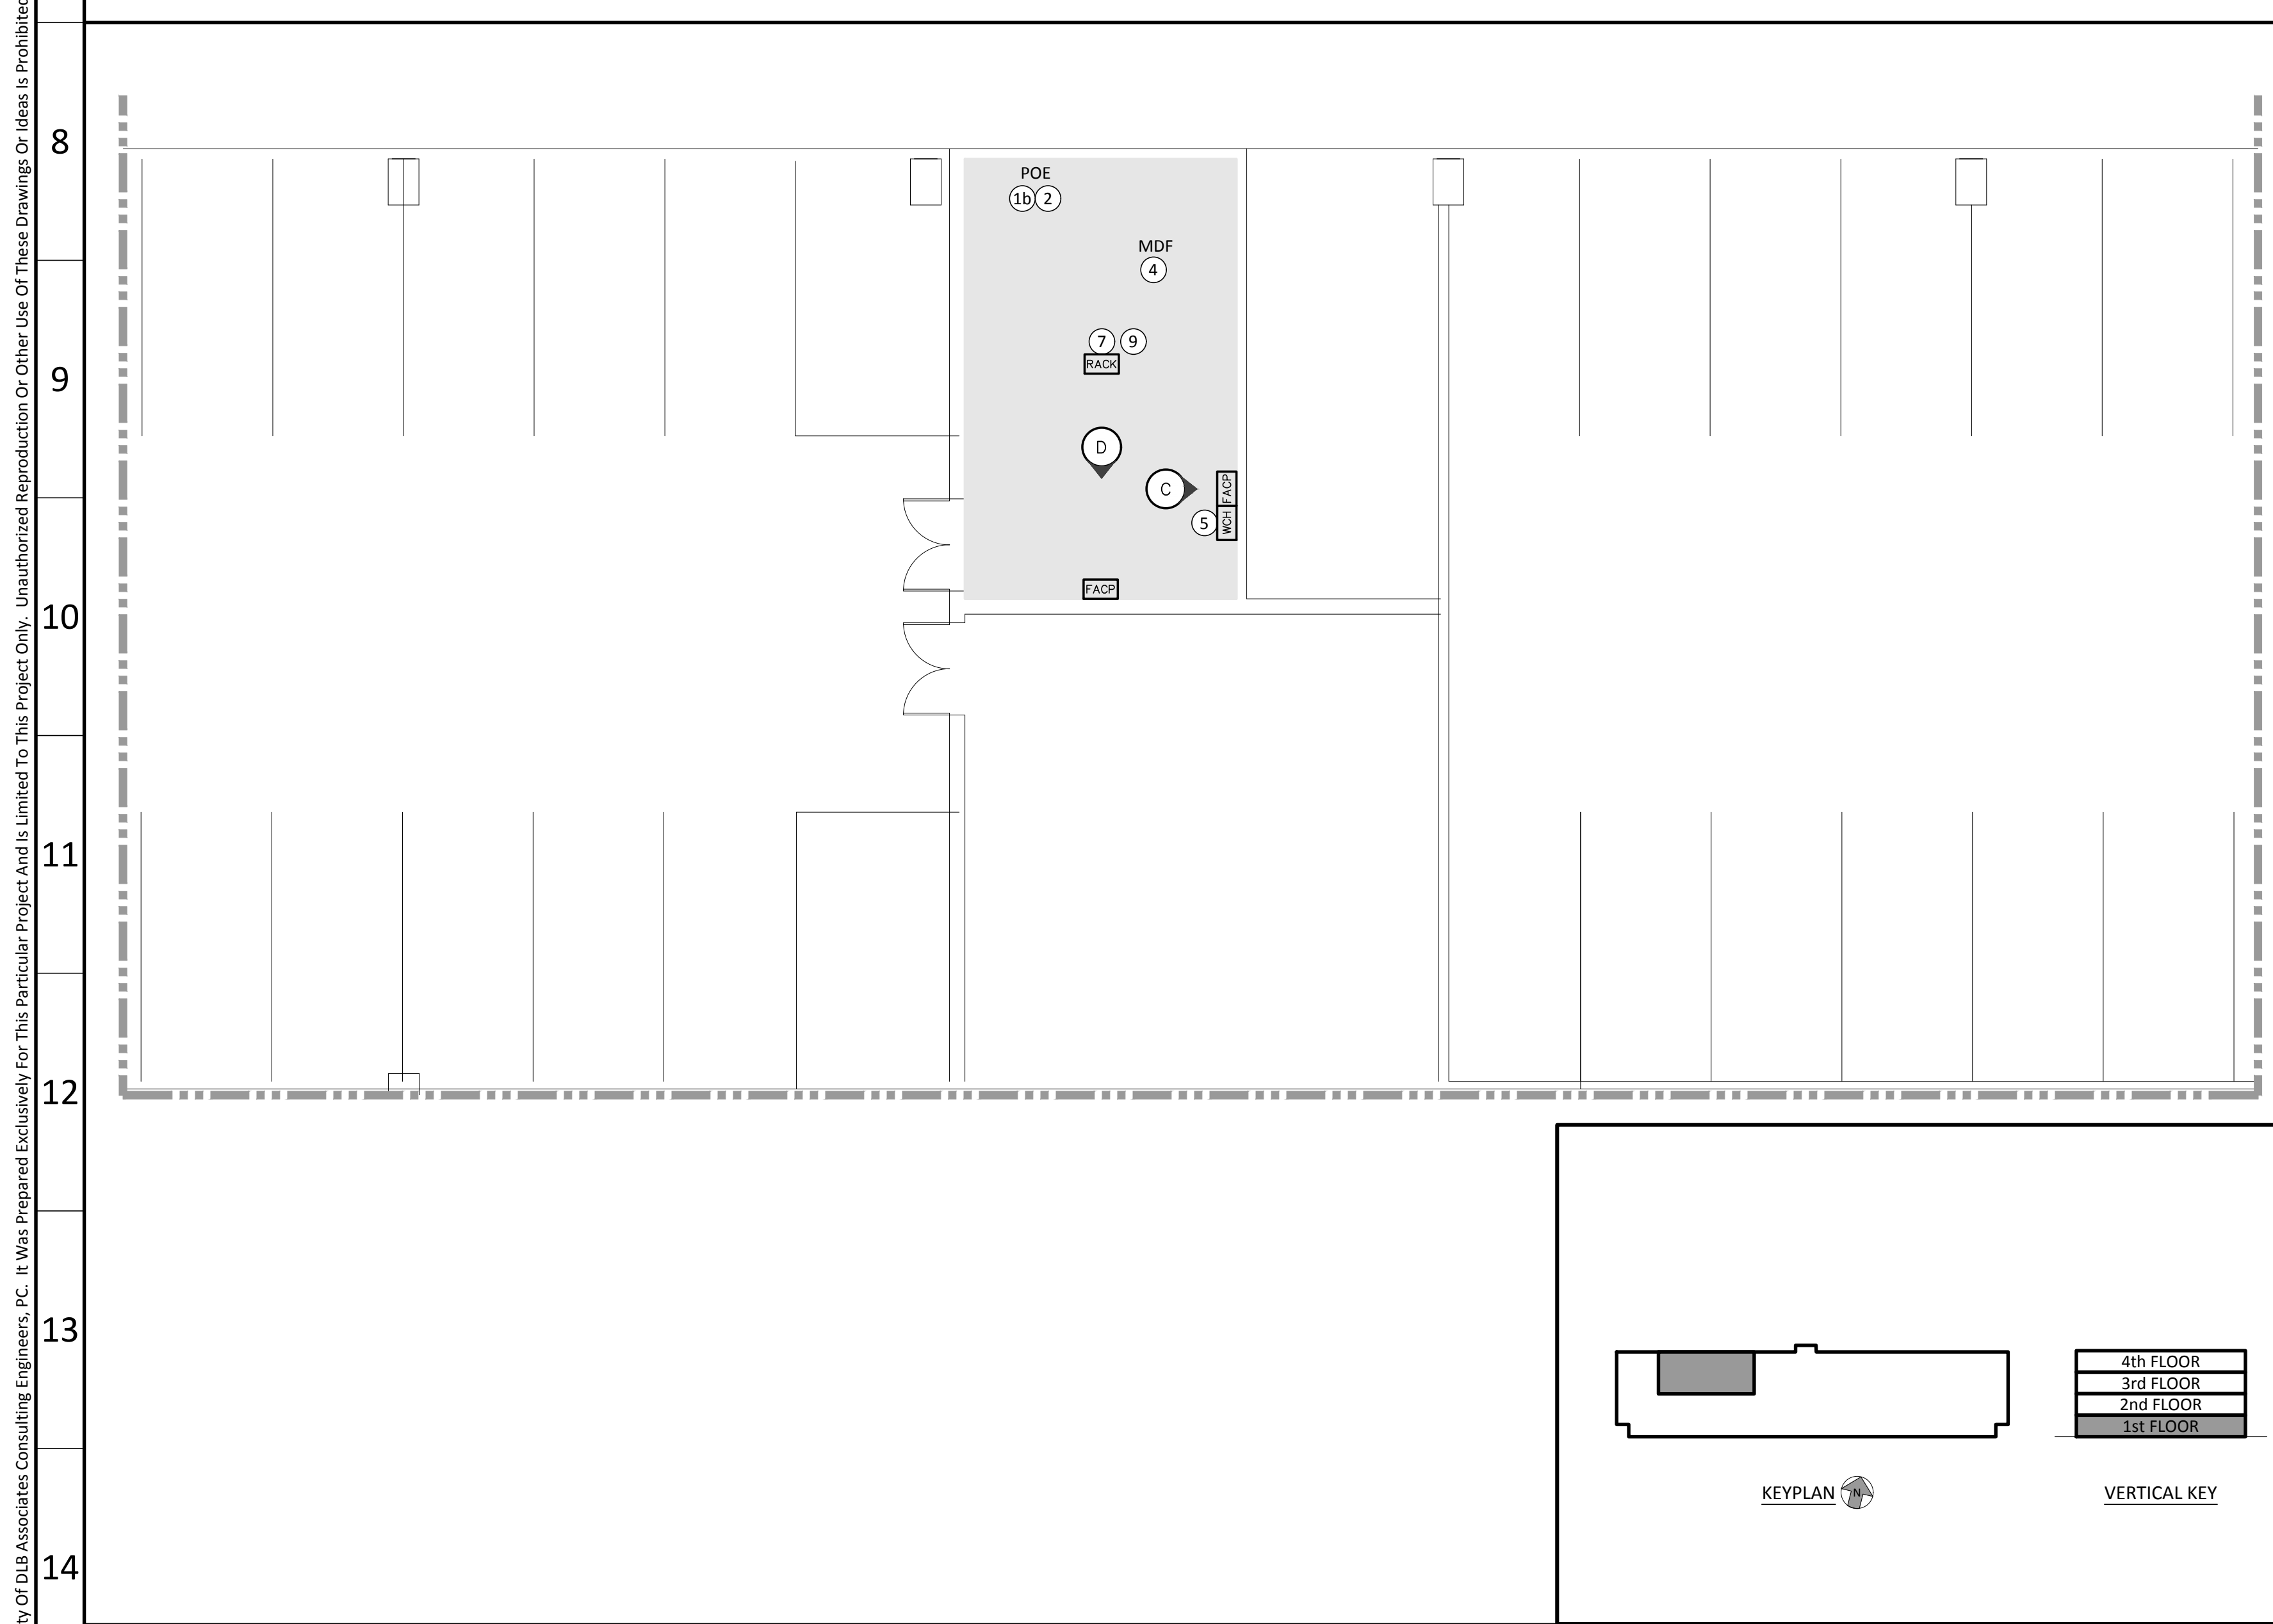 ty Of DLB Associates Consulting Engineers, PC.  It Was Prepared Exclusively For This Particular Project And Is Limited To This Project Only.  Unauthorized Reproduction Or Other Use Of These Drawings Or Ideas Is Prohibited
8
9
10
11
12
13
14
POE
1b 2
MDF
4
7 9
RACK
D
C
FACP
5
WCH
FACP
4th FLOOR
3rd FLOOR
2nd FLOOR
1st FLOOR
KEYPLAN
N
VERTICAL KEY